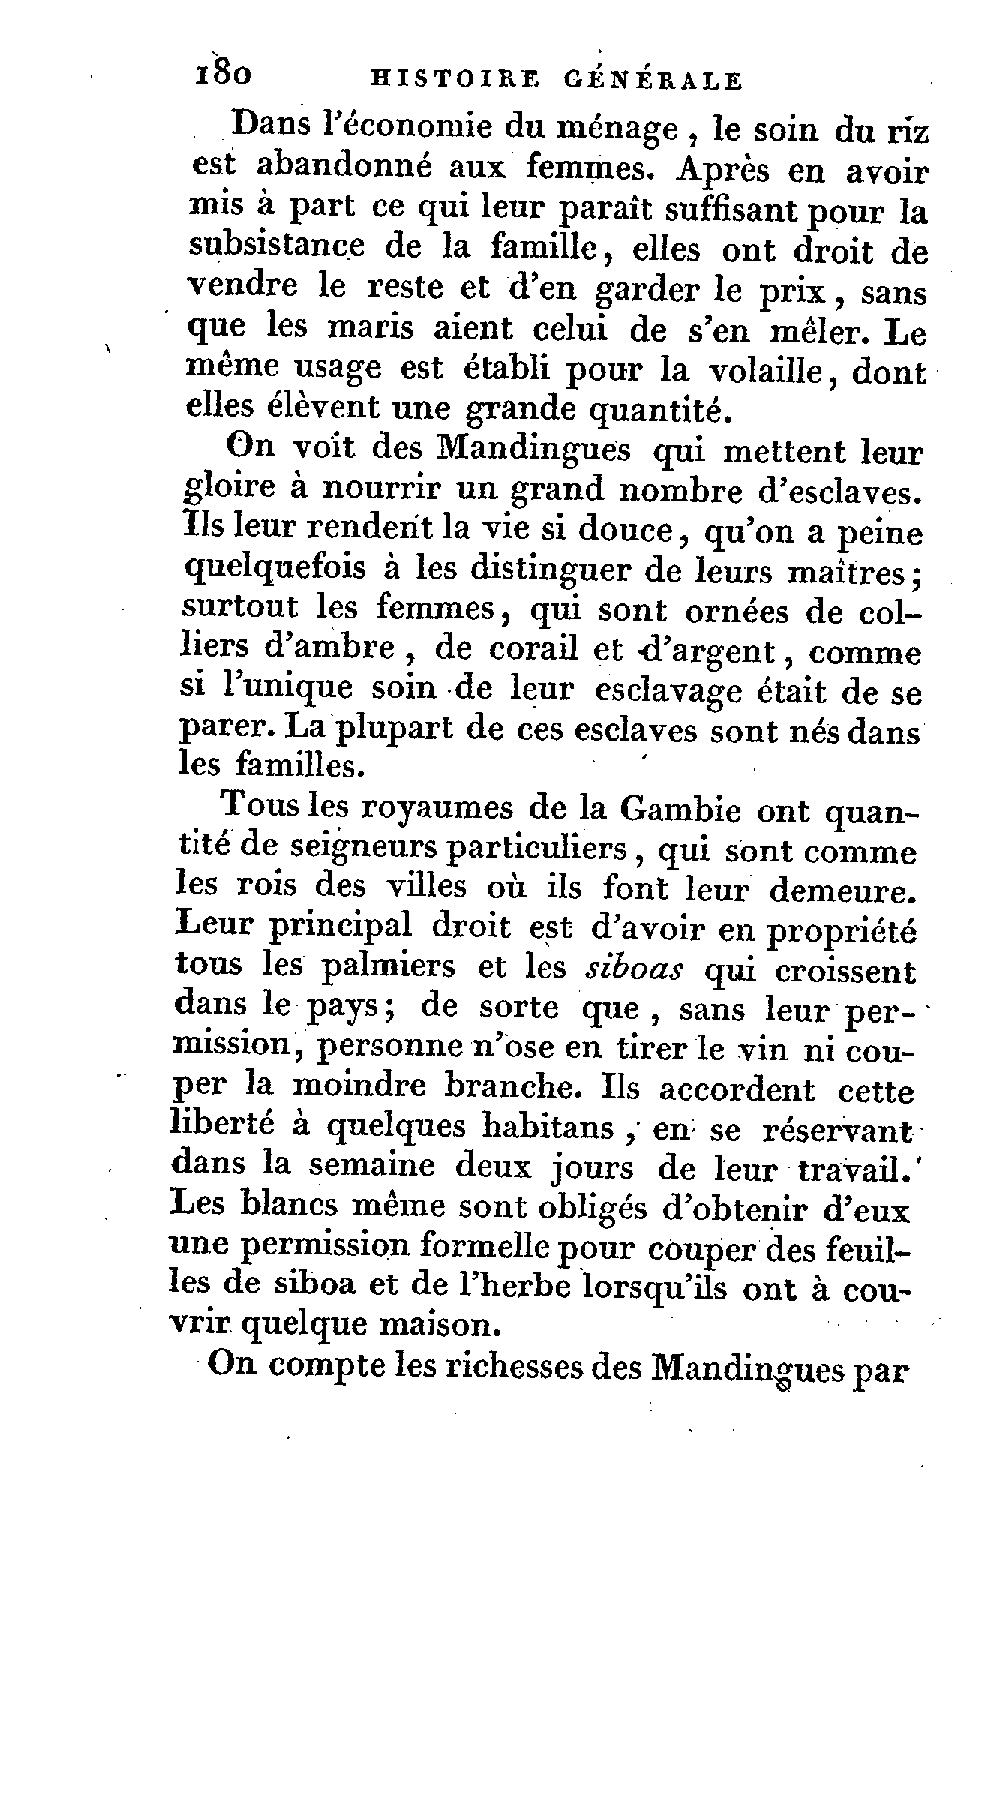 180 HISTOIRE GÉNÉRALE
Dans l'économie du ménage, le soin du riz
est abandonné aux femmes. Après en avoir
mis à part ce qui leur paraît suffisant pour la
subsistance de la famille, elles ont droit de
vendre le reste et d'en garder le prix, sans
que les maris aient celui de s'en mêler. Le
même usage est établi pour la volaille, dont
elles élèvent une grande quantité.
On voit des Mandingues qui mettent leur
gloire à nourrir un grand nombre d'esclaves.
Ils leur rendent la vie si douce, qu'on a peine
quelquefois à les distinguer de leurs maîtres;
surtout les femmes, qui sont ornées de col-
liers d'ambre, de corail et d'argent, comme
si l'unique soin de leur esclavage était de se
parer. La plupart de ces esclaves sont nés dans
les familles.
Tous les royaumes de la Gambie ont quan-
tité de seigneurs particuliers, qui sont comme
les rois des villes où ils font leur demeure.
Leur principal droit est d'avoir en propriété
tous les palmiers et les siboas qui croissent
dans le pays; de sorte que, sans leur per-
mission, personne n'ose en tirer le vin ni cou-
per la moindre branche. Ils accordent cette
liberté à quelques habitans, en se réservant
dans la semaine deux jours de leur travail.
Les blancs même sont obligés d'obtenir d'eux
une permission formelle pour couper des feuil-
les de siboa et de l'herbe lorsqu'ils ont à cou-
vrir quelque maison.
On compte les richesses des Mandingues par